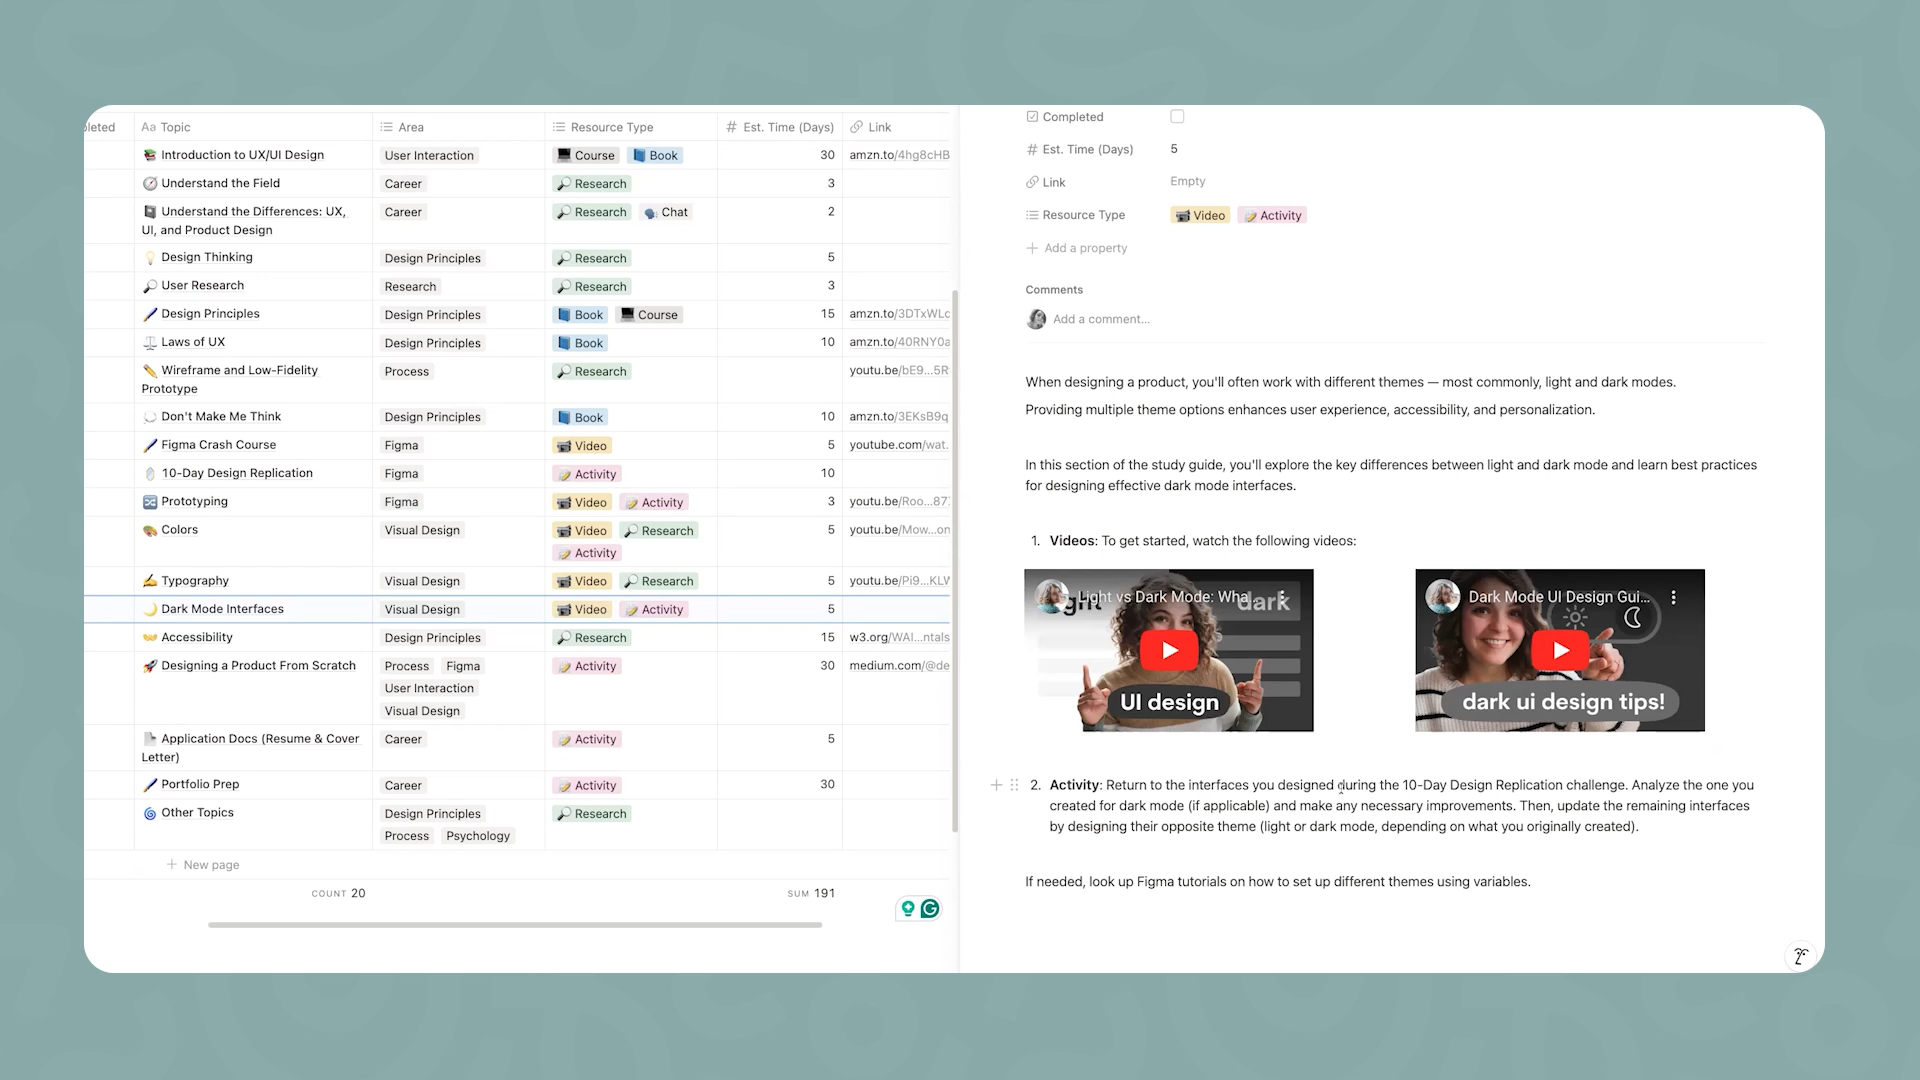 leted Aa Topic Area Resource Type # Est. Time (Days) Link
Introduction to UX/UI Design User Interaction Course Book 30 amzn.to/4hg8cHB
Understand the Field Career Research 3
Understand the Differences: UX, Career Research Chat 2
UI, and Product Design
Design Thinking Design Principles Research 5
User Research Research Research 3
Design Principles Design Principles Book Course 15 amzn.to/3DTxWLc
Laws of UX Design Principles Book 10 amzn.to/40RNY0a
Wireframe and Low-Fidelity Process Research youtu.be/bE9...5R
Prototype
Don't Make Me Think Design Principles Book 10 amzn.to/3EKsB9q
Figma Crash Course Figma Video 5 youtube.com/wat.
10-Day Design Replication Figma Activity 10
Prototyping Figma Video Activity 3 youtu.be/Roo...87
Colors Visual Design Video Research 5 youtu.be/Mow...on
Activity
Typography Visual Design Video Research 5 youtu.be/Pi9...KLV
Dark Mode Interfaces Visual Design Video Activity 5
Accessibility Design Principles Research 15 w3.org/WAI...ntals
Designing a Product From Scratch Process Figma Activity 30 medium.com/@de
User Interaction
Visual Design
Application Docs (Resume & Cover Career Activity 5
Letter)
Portfolio Prep Career Activity 30
Other Topics Design Principles Research
Process Psychology
+ New page
COUNT 20 SUM 191
Completed
# Est. Time (Days) 5
Link Empty
Resource Type Video Activity
+ Add a property
Comments
Add a comment...
When designing a product, you'll often work with different themes — most commonly, light and dark modes.
Providing multiple theme options enhances user experience, accessibility, and personalization.
In this section of the study guide, you'll explore the key differences between light and dark mode and learn best practices
for designing effective dark mode interfaces.
1. Videos: To get started, watch the following videos:
Light vs Dark Mode: Wha
dark
UI design
Dark Mode UI Design Gui...
dark ui design tips!
2. Activity: Return to the interfaces you designed during the 10-Day Design Replication challenge. Analyze the one you
created for dark mode (if applicable) and make any necessary improvements. Then, update the remaining interfaces
by designing their opposite theme (light or dark mode, depending on what you originally created).
If needed, look up Figma tutorials on how to set up different themes using variables.